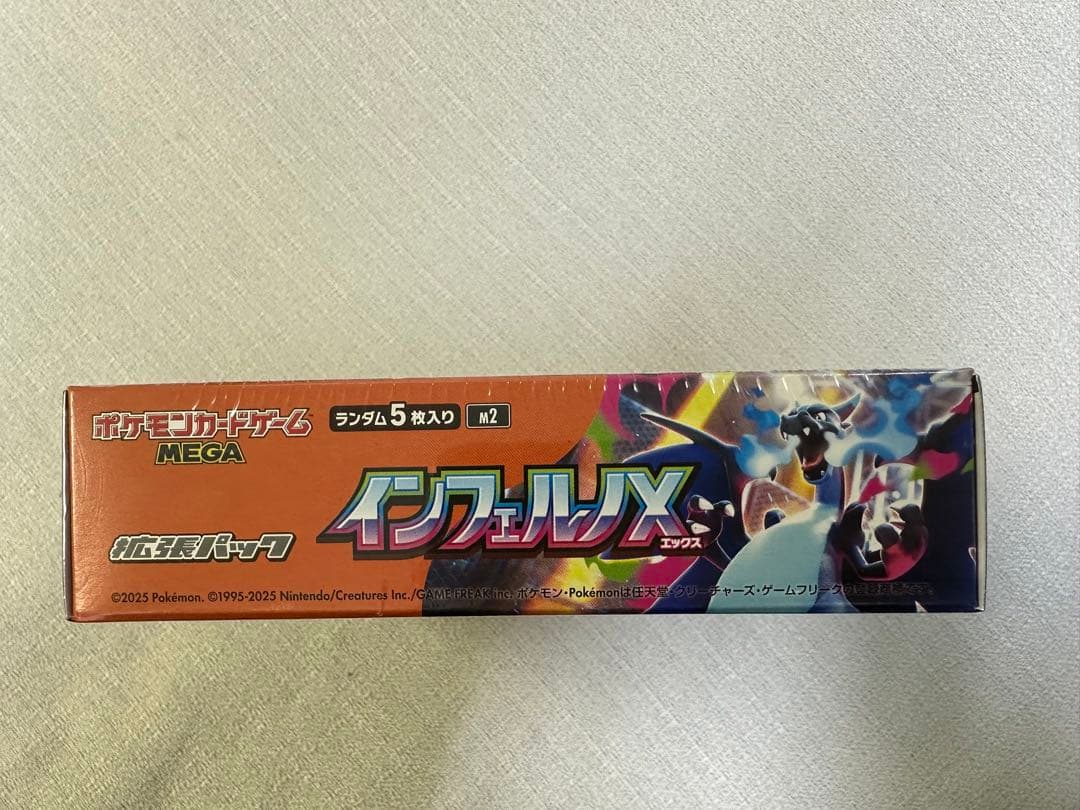 ポケモンカードゲーム™
MEGA
ランダム5枚入り
M2
インフェルノX
エックス
拡張パック
©2025 Pokémon. ©1995-2025 Nintendo/Creatures Inc./GAME FREAK inc. ポケモン・Pokémonは任天堂・クリーチャーズ・ゲームフリークの登録商標です。